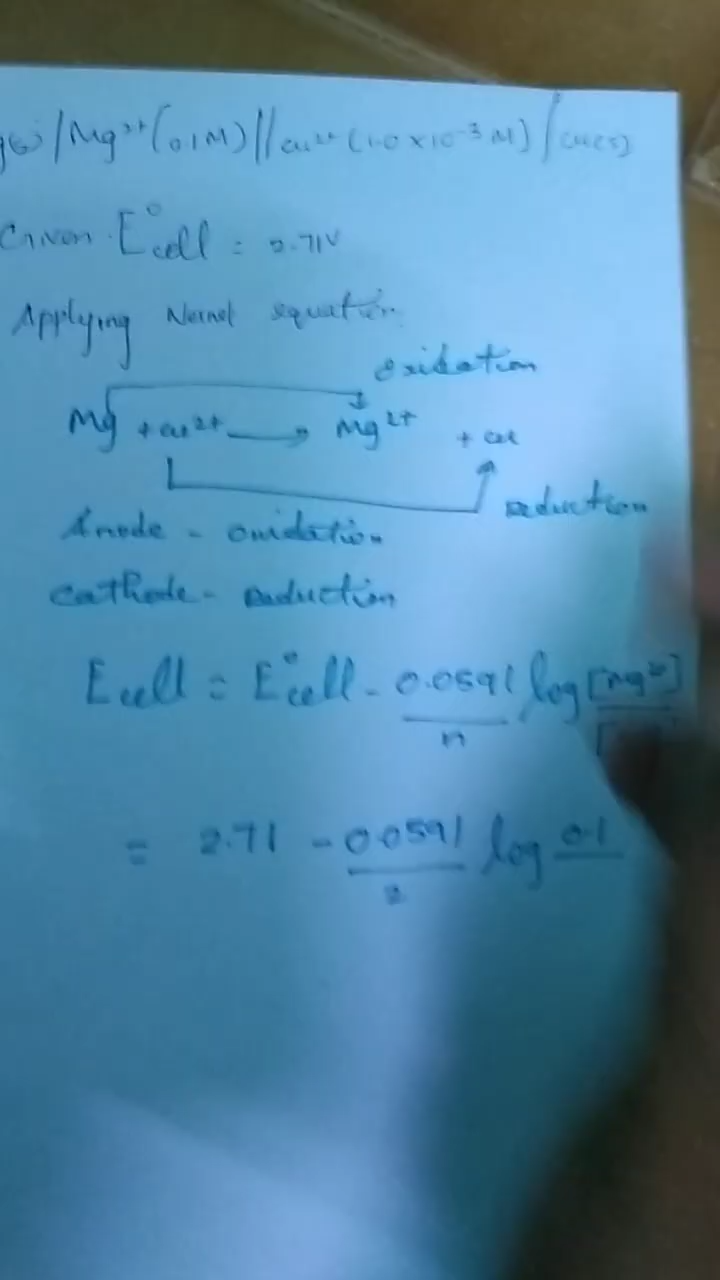 g(s) / Mg²⁺ (0.1M) // Cu²⁺ (1.0 × 10⁻³ M) / Cu(s)
Given. E°cell = 2.71V
Applying Nernst equation.
oxidation
Mg + Cu²⁺ → Mg²⁺ + Cu
reduction
Anode - oxidation
Cathode - reduction
Ecell = E°cell - 0.0591/n log [Mg²⁺]/[
= 2.71 - 0.0591/2 log 0.1/